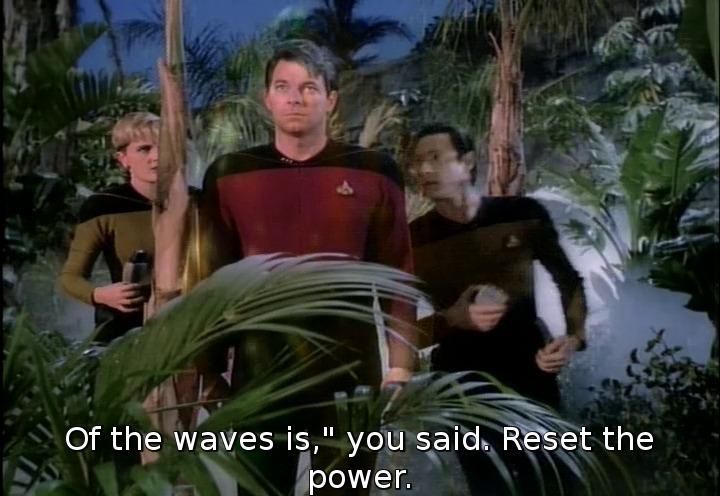 Of the waves is," you said. Reset the
power.